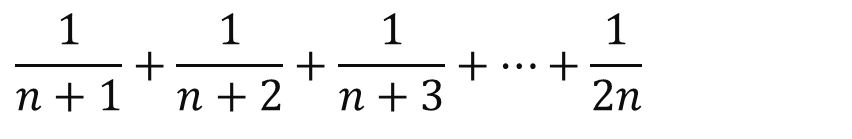 1/(n + 1) + 1/(n + 2) + 1/(n + 3) + ⋯ + 1/2n